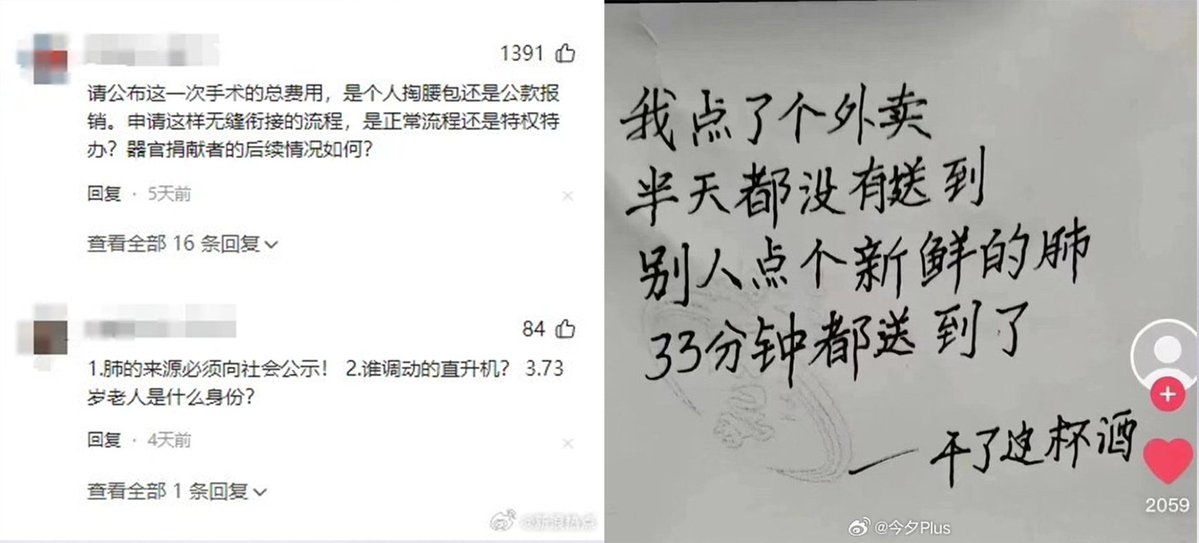 1391
请公布这一次手术的总费用，是个人掏腰包还是公款报
销。申请这样无缝衔接的流程，是正常流程还是特权特
办？器官捐献者的后续情况如何？
回复 · 5天前
查看全部 16 条回复
84
1.肺的来源必须向社会公示！ 2.谁调动的直升机？ 3.73
岁老人是什么身份？
回复 · 4天前
查看全部 1 条回复
我点了个外卖
半天都没有送到
别人点个新鲜的肺
33分钟都送到了
——干了这杯酒
2059
@今夕Plus